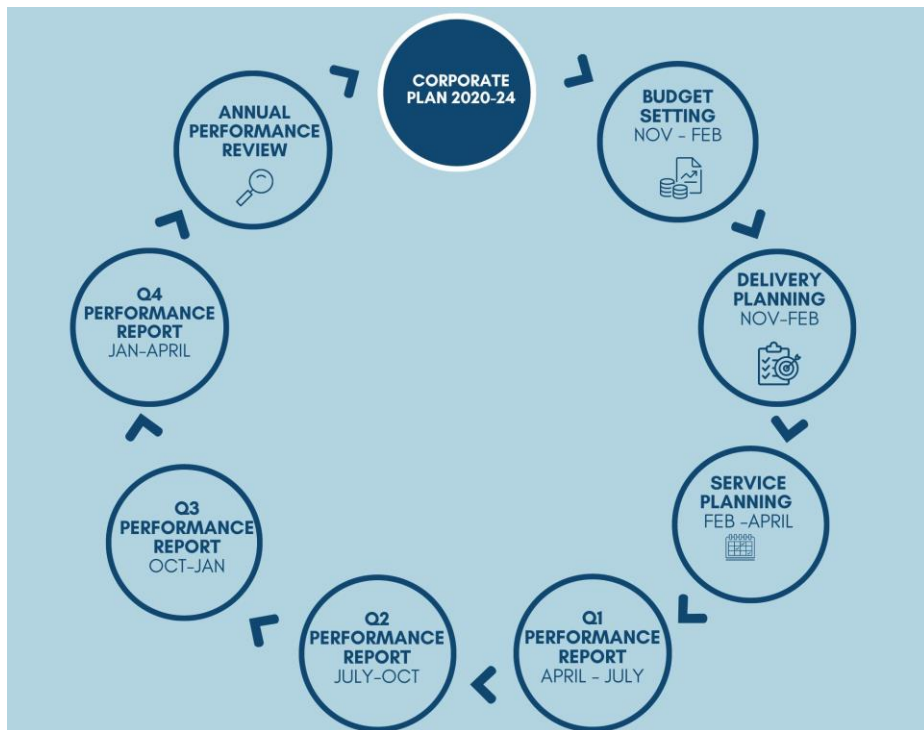 CORPORATE
PLAN 2020-24
BUDGET
SETTING
NOV - FEB
DELIVERY
PLANNING
NOV-FEB
SERVICE
PLANNING
FEB -APRIL
Q1
PERFORMANCE
REPORT
APRIL - JULY
Q2
PERFORMANCE
REPORT
JULY-OCT
Q3
PERFORMANCE
REPORT
OCT-JAN
Q4
PERFORMANCE
REPORT
JAN-APRIL
ANNUAL
PERFORMANCE
REVIEW